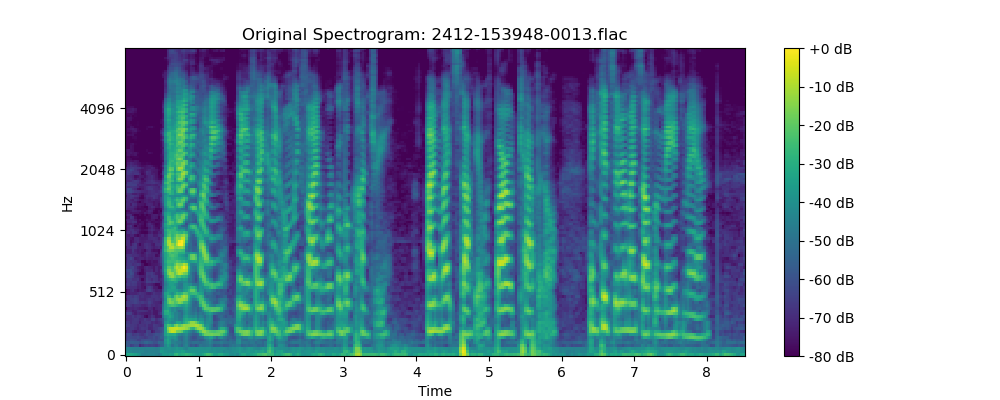 Original Spectrogram: 2412-153948-0013.flac
Hz
4096
2048
1024
512
0
0 1 2 3 4 5 6 7 8
Time
+0 dB
-10 dB
-20 dB
-30 dB
-40 dB
-50 dB
-60 dB
-70 dB
-80 dB